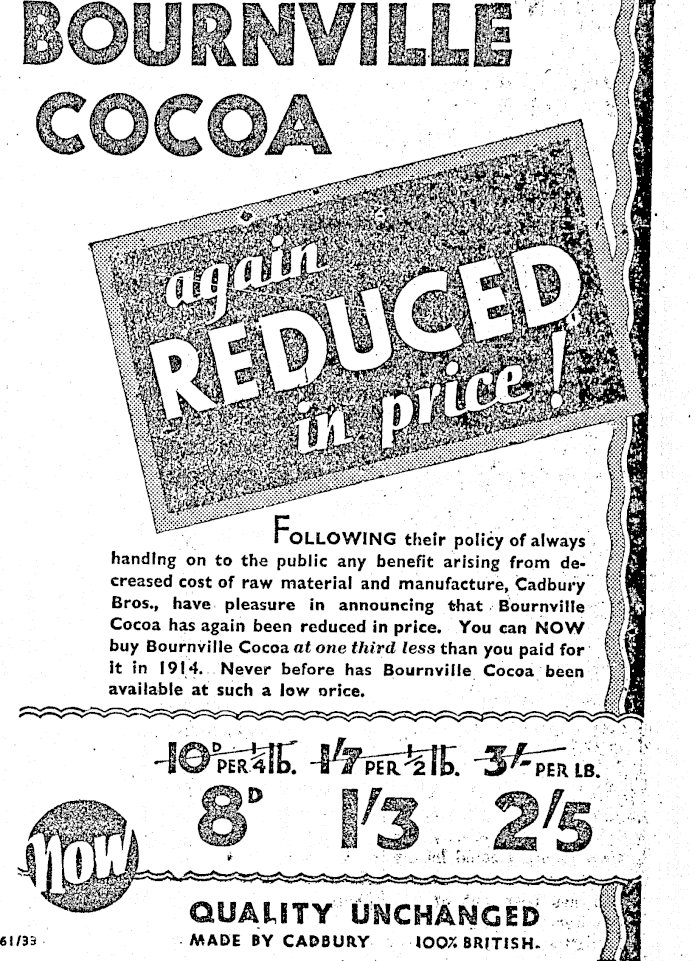 BOURNVILLE
COCOA
again
REDUCED
in price!
FOLLOWING their policy of always
handing on to the public any benefit arising from de-
creased cost of raw material and manufacture, Cadbury
Bros., have pleasure in announcing that Bournville
Cocoa has again been reduced in price. You can NOW
buy Bournville Cocoa at one third less than you paid for
it in 1914. Never before has Bournville Cocoa been
available at such a low price.
10D PER ¼ lb. 1/7 PER ½ lb. 3/- PER LB.
8D 1/3 2/5
now
QUALITY UNCHANGED
MADE BY CADBURY 100% BRITISH.
61/33